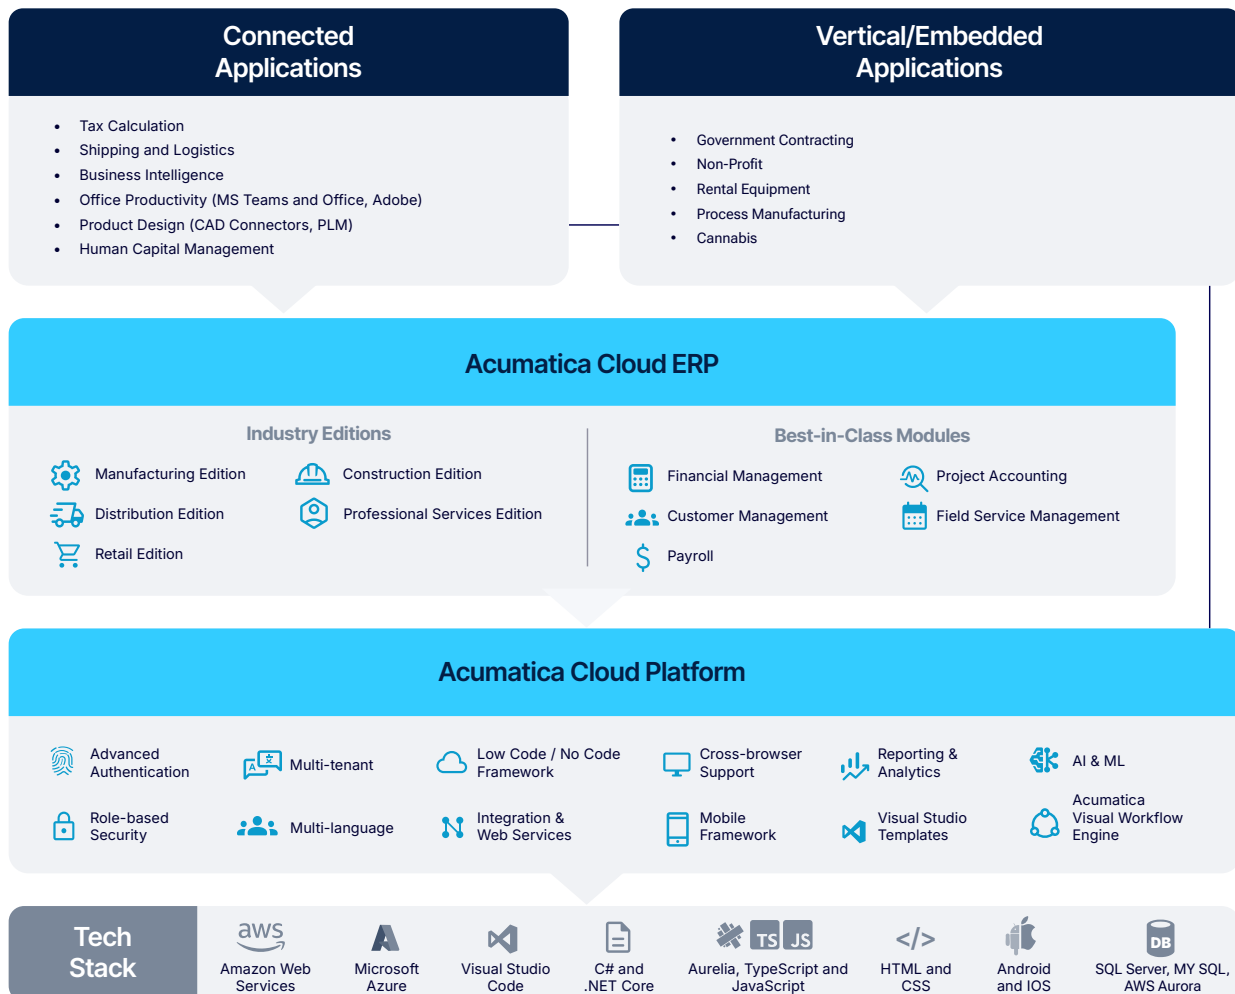 Connected
Applications
• Tax Calculation
• Shipping and Logistics
• Business Intelligence
• Office Productivity (MS Teams and Office, Adobe)
• Product Design (CAD Connectors, PLM)
• Human Capital Management
Vertical/Embedded
Applications
• Government Contracting
• Non-Profit
• Rental Equipment
• Process Manufacturing
• Cannabis
Acumatica Cloud ERP
Industry Editions
Manufacturing Edition
Distribution Edition
Retail Edition
Construction Edition
Professional Services Edition
Best-in-Class Modules
Financial Management
Customer Management
Payroll
Project Accounting
Field Service Management
Acumatica Cloud Platform
Advanced
Authentication
A 文
Multi-tenant
Low Code / No Code
Framework
Cross-browser
Support
Reporting &
Analytics
AI & ML
Role-based
Security
Multi-language
Integration &
Web Services
Mobile
Framework
Visual Studio
Templates
Acumatica
Visual Workflow
Engine
Tech
Stack
aws
Amazon Web
Services
Microsoft
Azure
Visual Studio
Code
C# and
.NET Core
TS JS
Aurelia, TypeScript and
JavaScript
</>
HTML and
CSS
Android
and IOS
DB
SQL Server, MY SQL,
AWS Aurora